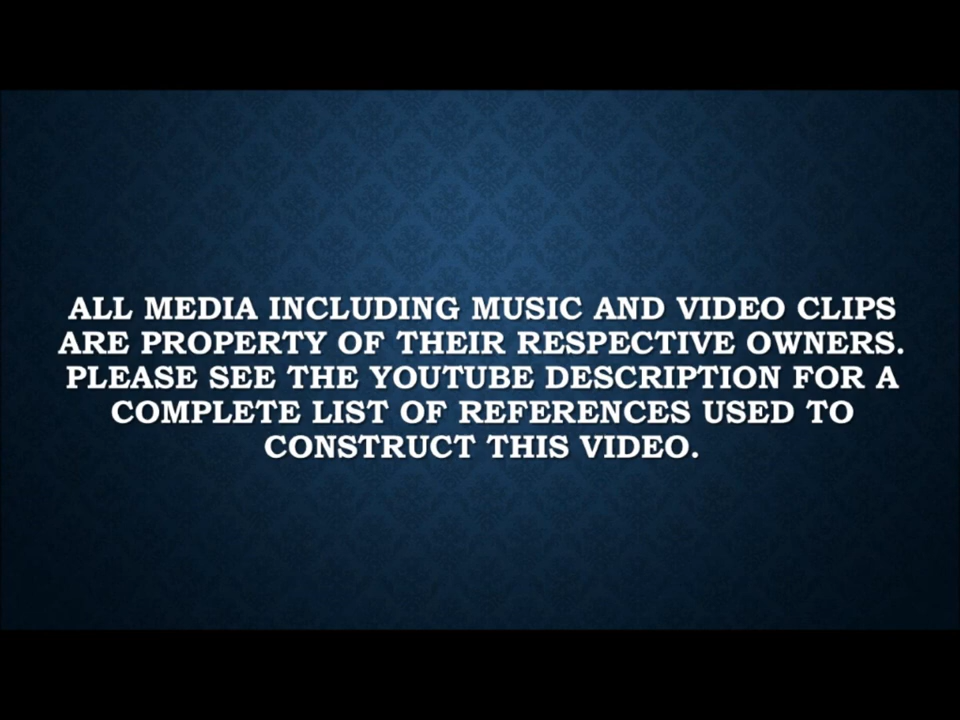 ALL MEDIA INCLUDING MUSIC AND VIDEO CLIPS
ARE PROPERTY OF THEIR RESPECTIVE OWNERS.
PLEASE SEE THE YOUTUBE DESCRIPTION FOR A
COMPLETE LIST OF REFERENCES USED TO
CONSTRUCT THIS VIDEO.